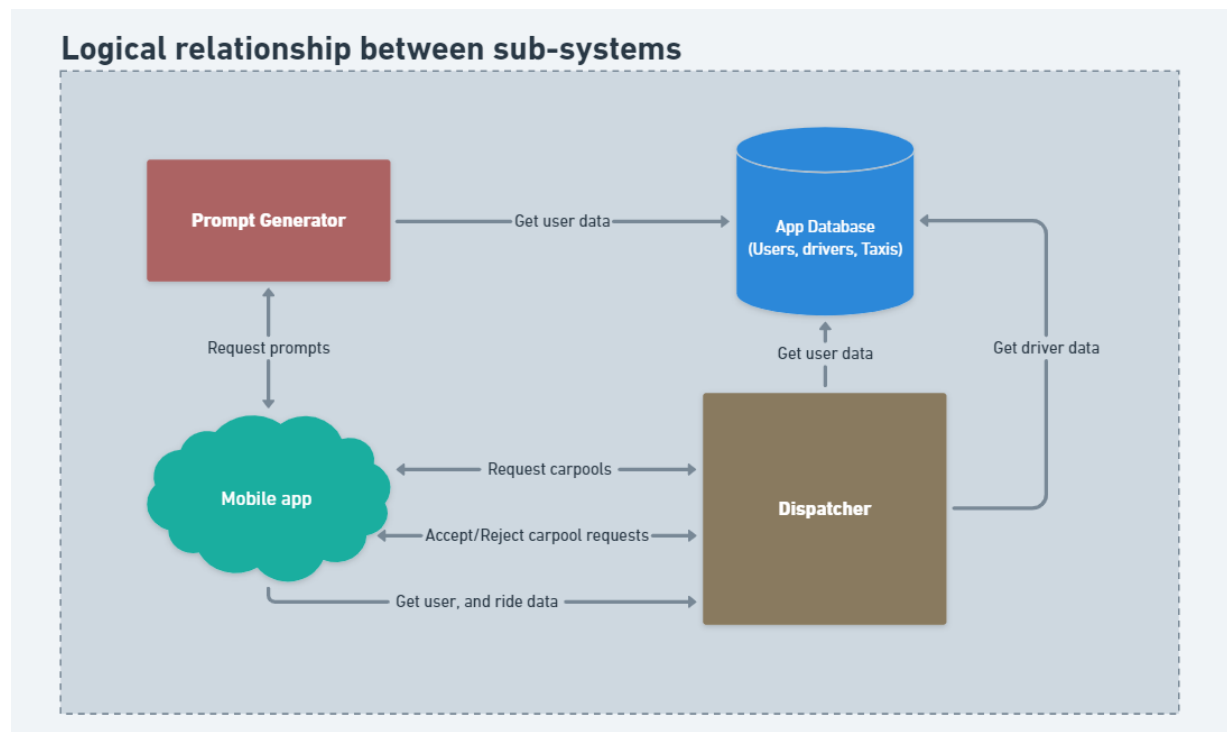 Logical relationship between sub-systems
Prompt Generator
Get user data
App Database
(Users, drivers, Taxis)
Request prompts
Get user data
Get driver data
Mobile app
Request carpools
Accept/Reject carpool requests
Get user, and ride data
Dispatcher